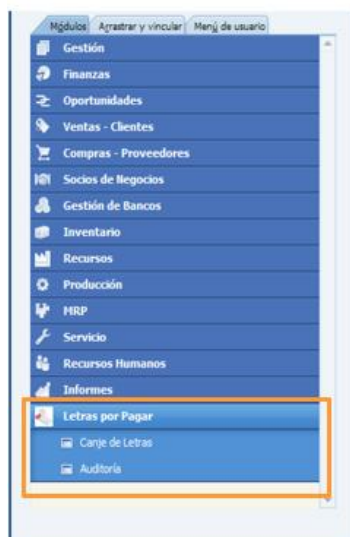 Módulos Arrastrar y vincular Menú de usuario
Gestión
Finanzas
Oportunidades
Ventas - Clientes
Compras - Proveedores
Socios de Negocios
Gestión de Bancos
Inventario
Recursos
Producción
MRP
Servicio
Recursos Humanos
Informes
Letras por Pagar
Canje de Letras
Auditoría